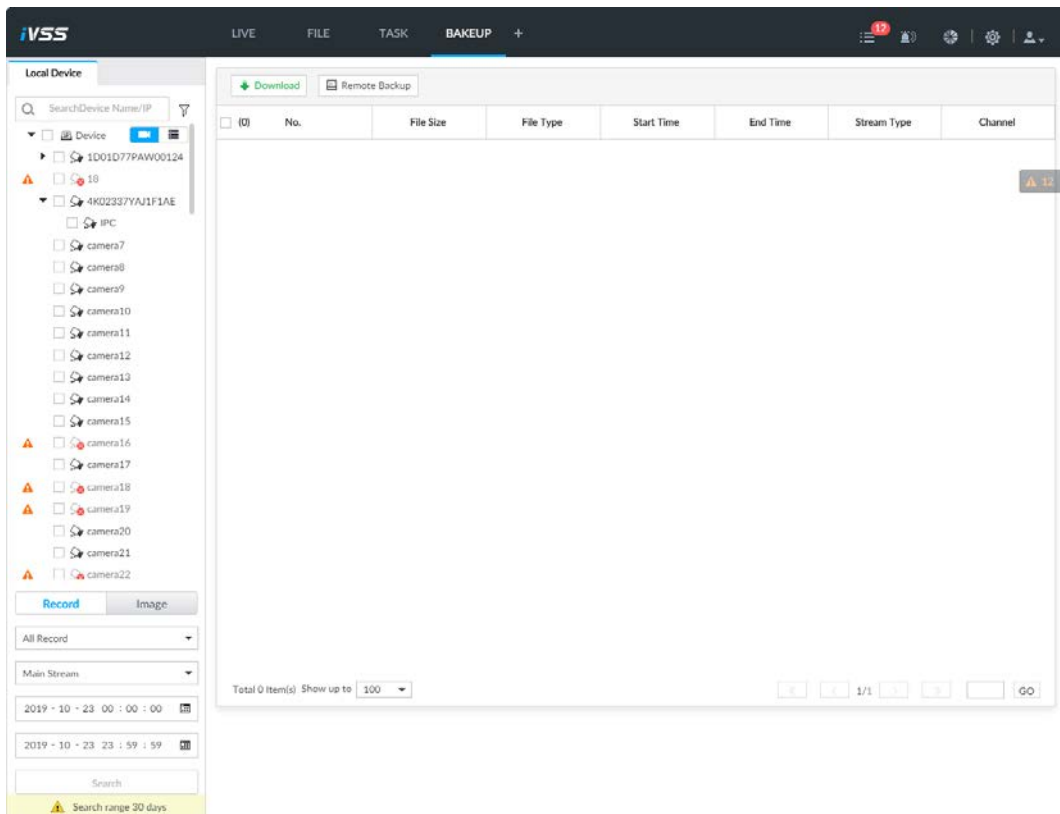 iVSS LIVE FILE TASK BAKEUP + 12
Local Device
Download Remote Backup
SearchDevice Name/IP
(0) No. File Size File Type Start Time End Time Stream Type Channel
Device
1D01D77PAW00124
18
12
4K02337YAJ1F1AE
IPC
camera7
camera8
camera9
camera10
camera11
camera12
camera13
camera14
camera15
camera16
camera17
camera18
camera19
camera20
camera21
camera22
Record Image
All Record
Main Stream
Total 0 Item(s) Show up to 100 1/1 GO
2019 - 10 - 23 00 : 00 : 00
2019 - 10 - 23 23 : 59 : 59
Search
Search range 30 days